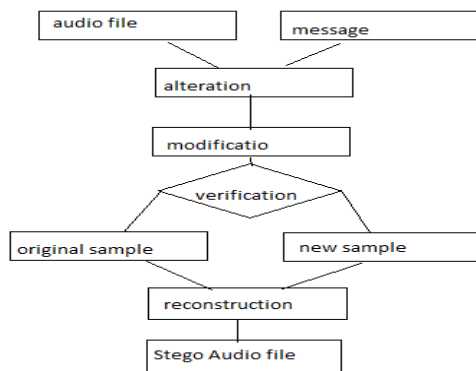 audio file
message
alteration
modificatio
verification
original sample
new sample
reconstruction
Stego Audio file